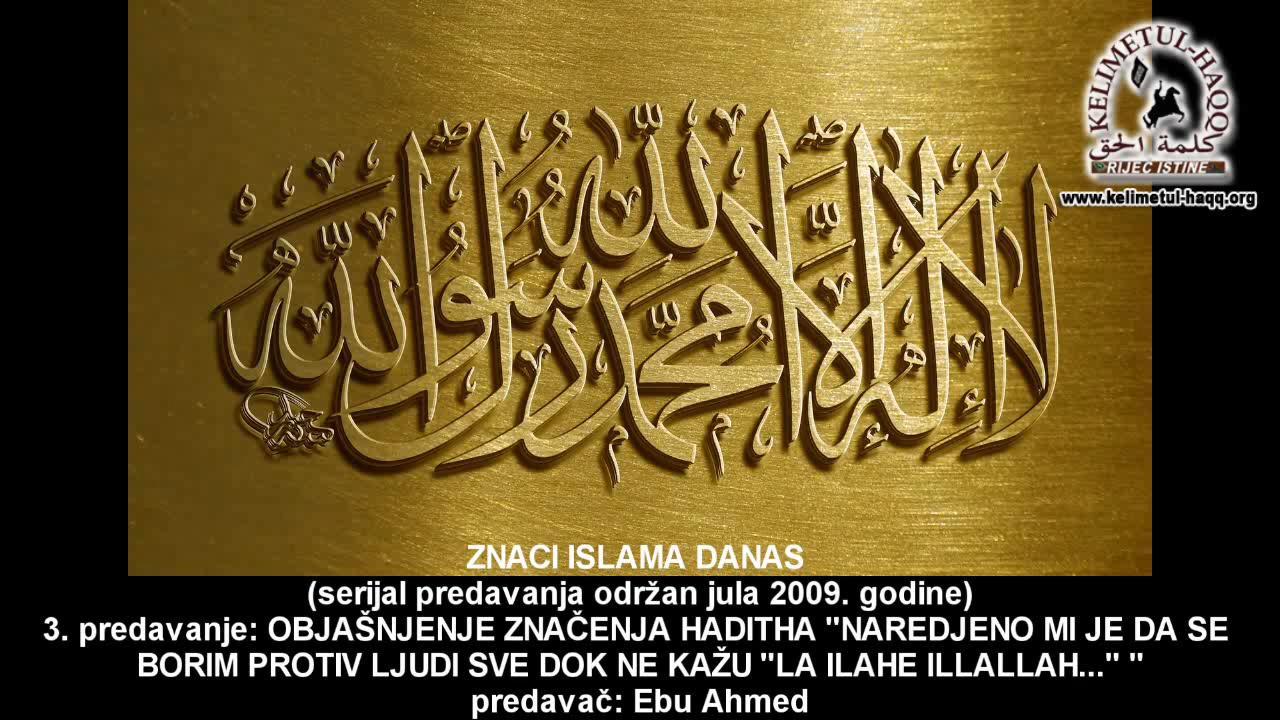 KELIMETUL-HAQQ
كلمة الحق
RIJEC ISTINE
www.kelimetul-haqq.org
لا إله إلا الله محمد رسول الله
ZNACI ISLAMA DANAS
(serijal predavanja održan jula 2009. godine)
3. predavanje: OBJAŠNJENJE ZNAČENJA HADITHA "NAREDJENO MI JE DA SE
BORIM PROTIV LJUDI SVE DOK NE KAŽU "LA ILAHE ILLALLAH..." "
predavač: Ebu Ahmed